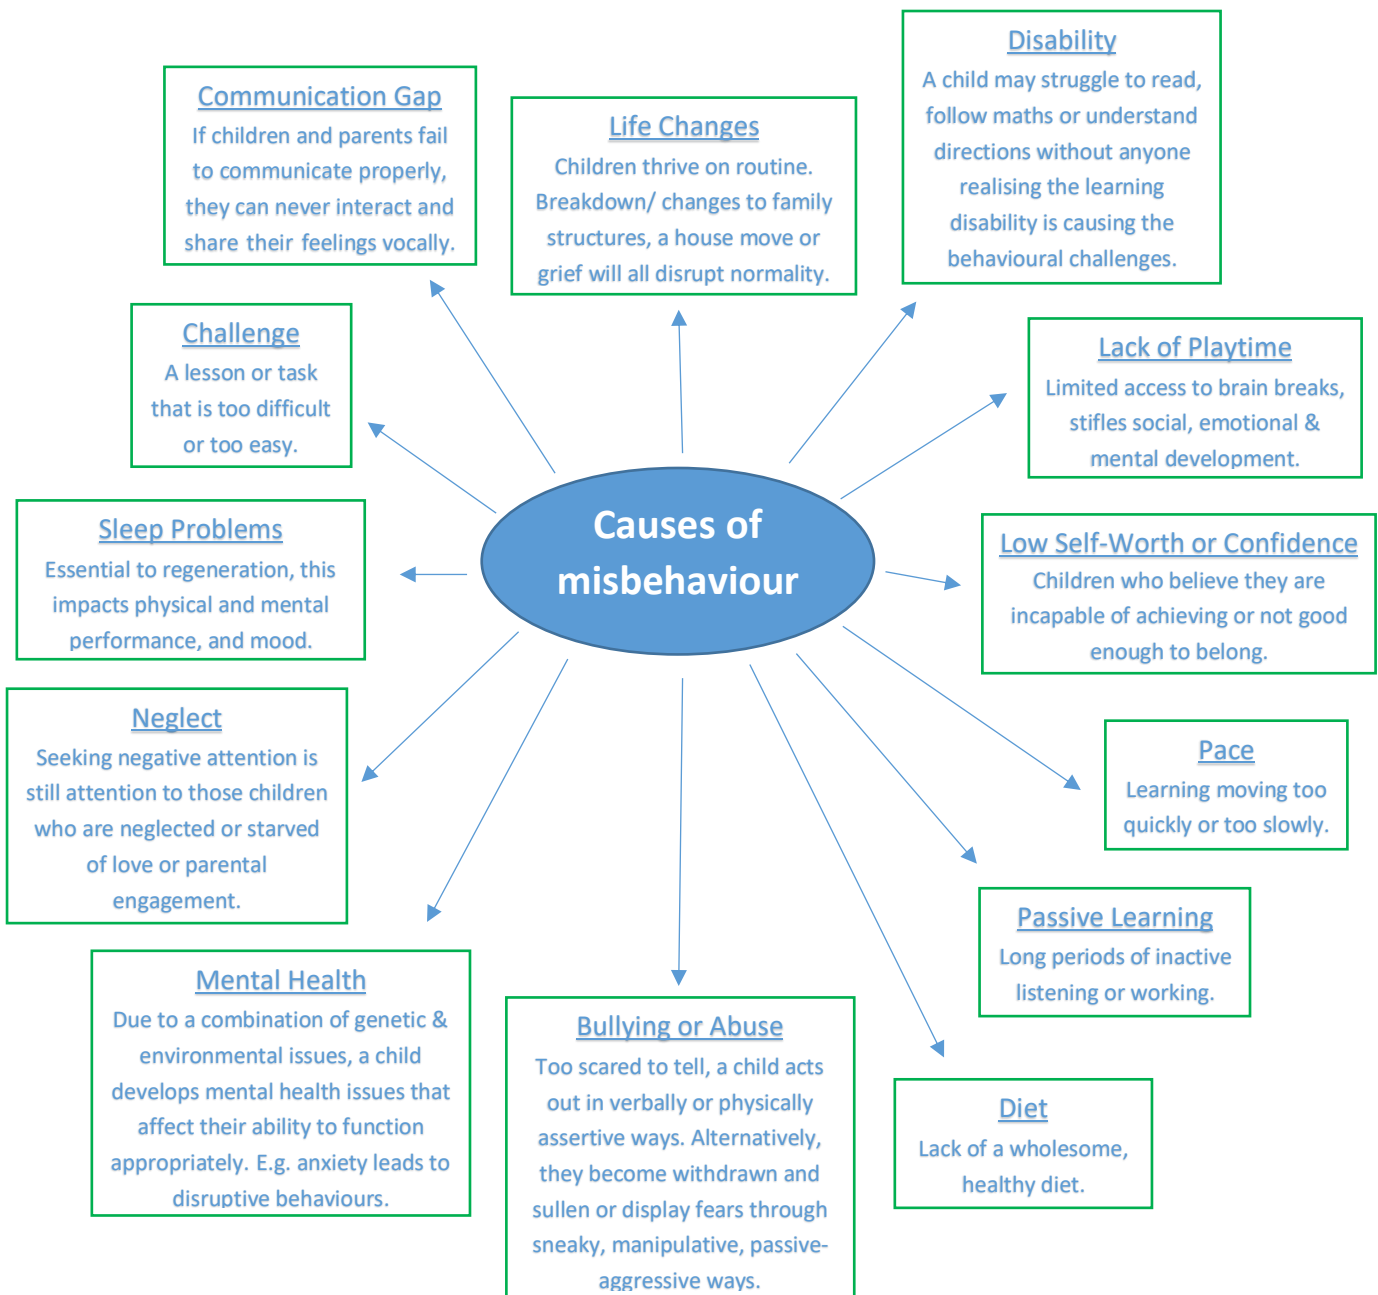 Disability
A child may struggle to read,
follow maths or understand
directions without anyone
realising the learning
disability is causing the
behavioural challenges.
Communication Gap
If children and parents fail
to communicate properly,
they can never interact and
share their feelings vocally.
Life Changes
Children thrive on routine.
Breakdown/ changes to family
structures, a house move or
grief will all disrupt normality.
Challenge
A lesson or task
that is too difficult
or too easy.
Lack of Playtime
Limited access to brain breaks,
stifles social, emotional &
mental development.
Causes of
misbehaviour
Sleep Problems
Essential to regeneration, this
impacts physical and mental
performance, and mood.
Low Self-Worth or Confidence
Children who believe they are
incapable of achieving or not good
enough to belong.
Neglect
Seeking negative attention is
still attention to those children
who are neglected or starved
of love or parental
engagement.
Pace
Learning moving too
quickly or too slowly.
Passive Learning
Long periods of inactive
listening or working.
Mental Health
Due to a combination of genetic &
environmental issues, a child
develops mental health issues that
affect their ability to function
appropriately. E.g. anxiety leads to
disruptive behaviours.
Bullying or Abuse
Too scared to tell, a child acts
out in verbally or physically
assertive ways. Alternatively,
they become withdrawn and
sullen or display fears through
sneaky, manipulative, passive-
aggressive ways.
Diet
Lack of a wholesome,
healthy diet.